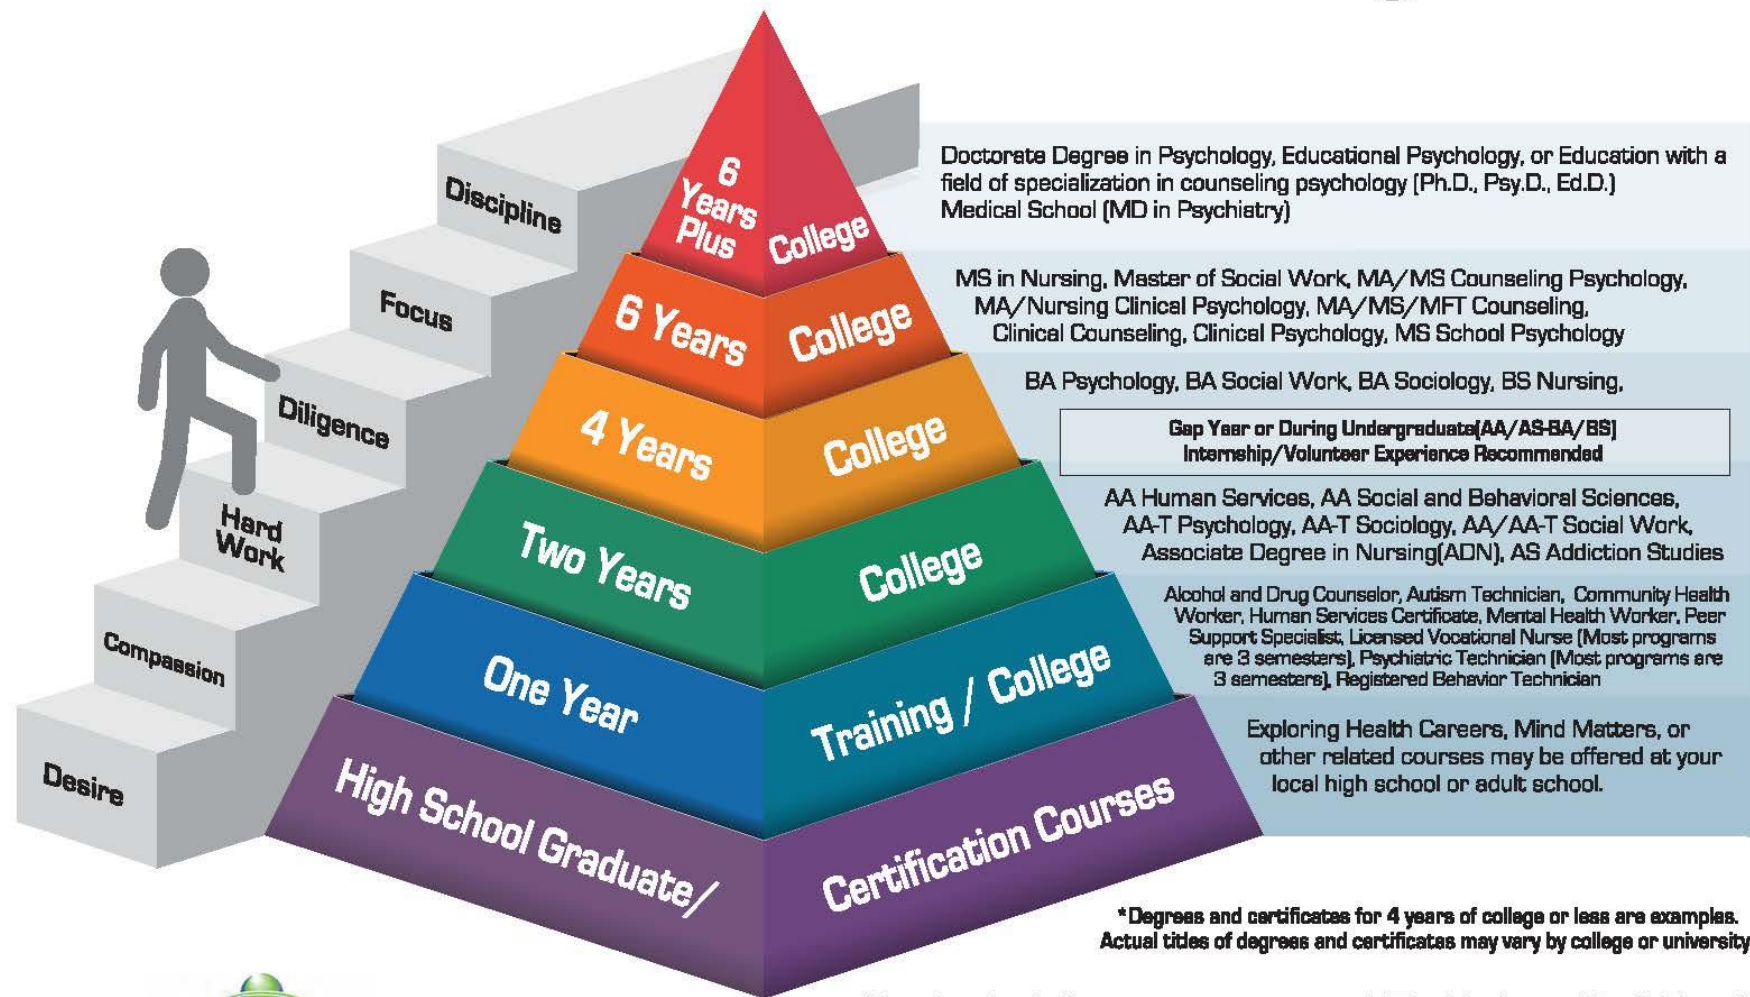 Discipline
Focus
Diligence
Hard
Work
Compassion
Desire
6
Years
Plus
College
Doctorate Degree in Psychology, Educational Psychology, or Education with a
field of specialization in counseling psychology (Ph.D., Psy.D., Ed.D.)
Medical School (MD in Psychiatry)
6 Years
College
MS in Nursing, Master of Social Work, MA/MS Counseling Psychology,
MA/Nursing Clinical Psychology, MA/MS/MFT Counseling,
Clinical Counseling, Clinical Psychology, MS School Psychology
4 Years
College
BA Psychology, BA Social Work, BA Sociology, BS Nursing,
Gap Year or During Undergraduate(AA/AS-BA/BS)
Internship/Volunteer Experience Recommended
Two Years
College
AA Human Services, AA Social and Behavioral Sciences,
AA-T Psychology, AA-T Sociology, AA/AA-T Social Work,
Associate Degree in Nursing(ADN), AS Addiction Studies
One Year
Training / College
Alcohol and Drug Counselor, Autism Technician, Community Health
Worker, Human Services Certificate, Mental Health Worker, Peer
Support Specialist, Licensed Vocational Nurse (Most programs
are 3 semesters), Psychiatric Technician (Most programs are
3 semesters), Registered Behavior Technician
High School Graduate/
Certification Courses
Exploring Health Careers, Mind Matters, or
other related courses may be offered at your
local high school or adult school.
*Degrees and certificates for 4 years of college or less are examples.
Actual titles of degrees and certificates may vary by college or university